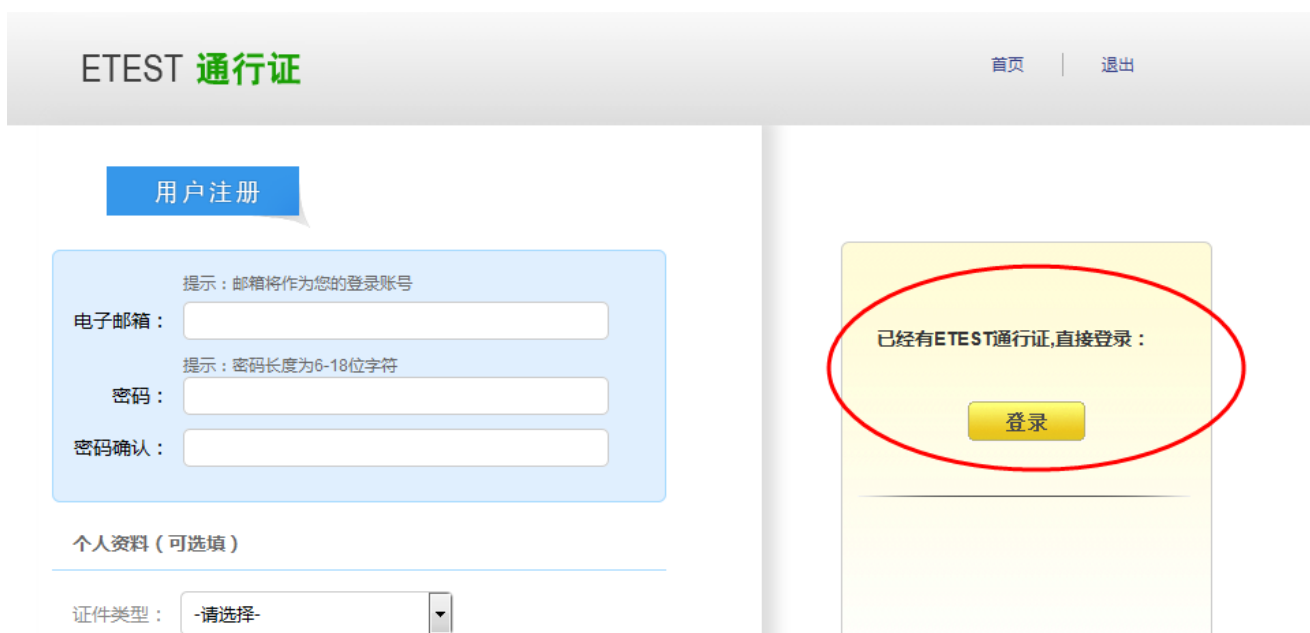 ETEST 通行证
首页
退出
用户注册
提示：邮箱将作为您的登录账号
电子邮箱：
提示：密码长度为6-18位字符
密码：
密码确认：
个人资料（可选填）
证件类型：
-请选择-
已经有ETEST通行证,直接登录：
登录